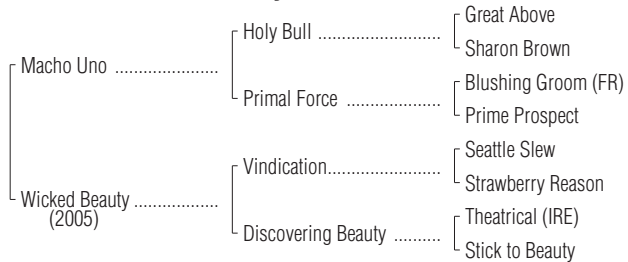 Great Above
Holy Bull ..................
Sharon Brown
Macho Uno .....................
Blushing Groom (FR)
Primal Force ................
Prime Prospect
Seattle Slew
Vindication....................
Strawberry Reason
Wicked Beauty .................
(2005)
Theatrical (IRE)
Discovering Beauty ..........
Stick to Beauty